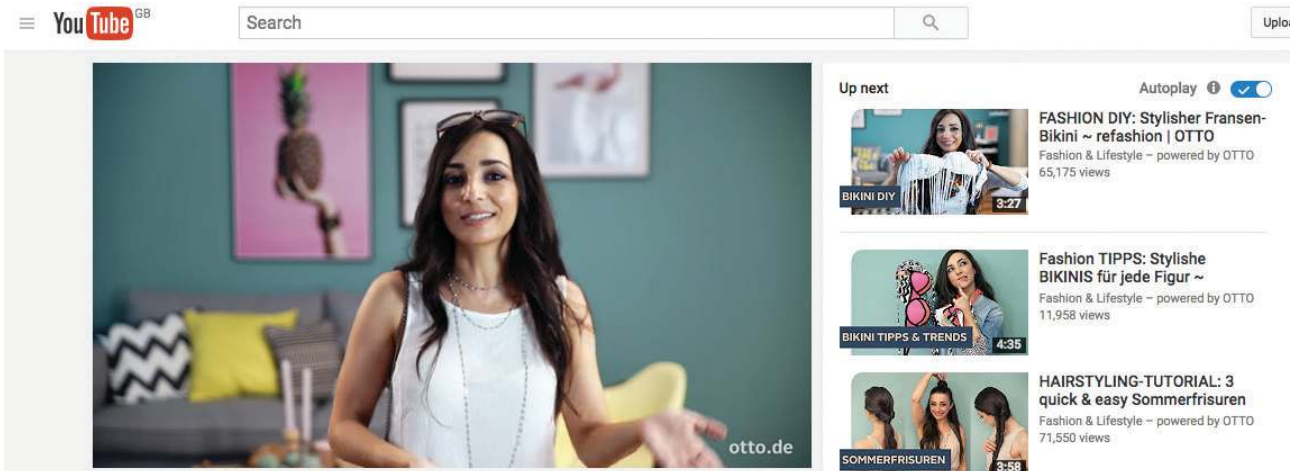 YouTube GB
Search
Uploa
otto.de
Up next
Autoplay
BIKINI DIY
3:27
FASHION DIY: Stylisher Fransen-
Bikini ~ refashion | OTTO
Fashion & Lifestyle – powered by OTTO
65,175 views
BIKINI TIPPS & TRENDS
4:35
Fashion TIPPS: Stylishe
BIKINIS für jede Figur ~
Fashion & Lifestyle – powered by OTTO
11,958 views
SOMMERFRISUREN
3:58
HAIRSTYLING-TUTORIAL: 3
quick & easy Sommerfrisuren
Fashion & Lifestyle – powered by OTTO
71,550 views